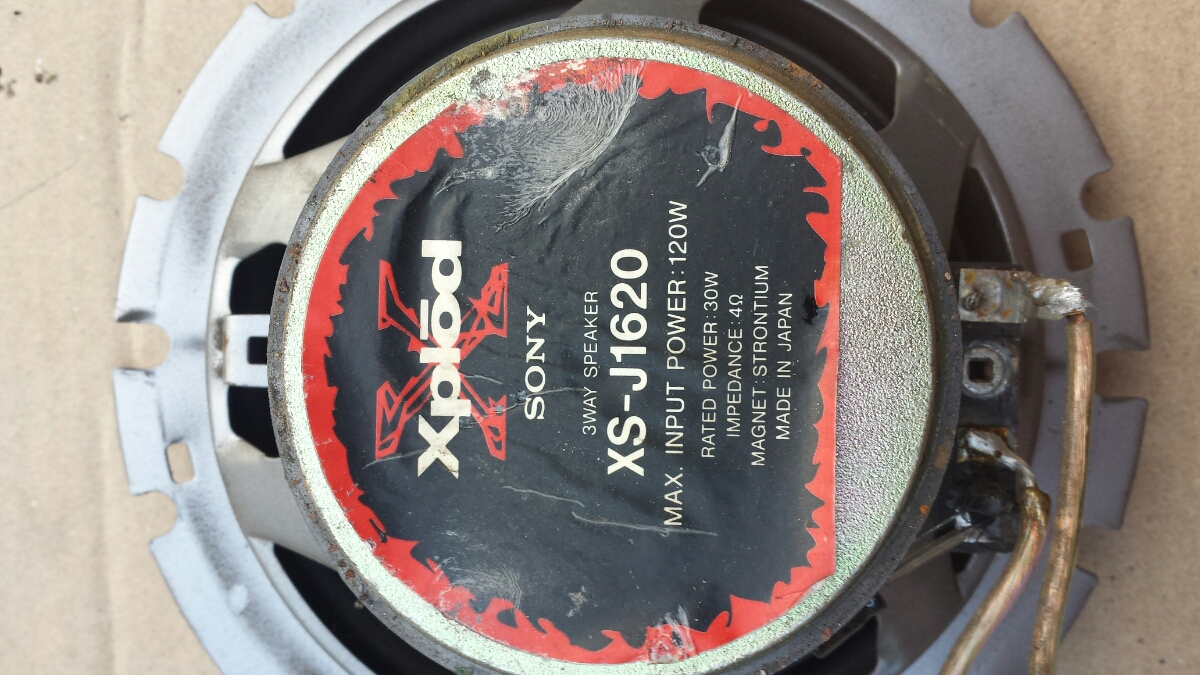 Xplōd
SONY
3WAY SPEAKER
XS-J1620
MAX. INPUT POWER:120W
RATED POWER:30W
IMPEDANCE:4Ω
MAGNET:STRONTIUM
MADE IN JAPAN